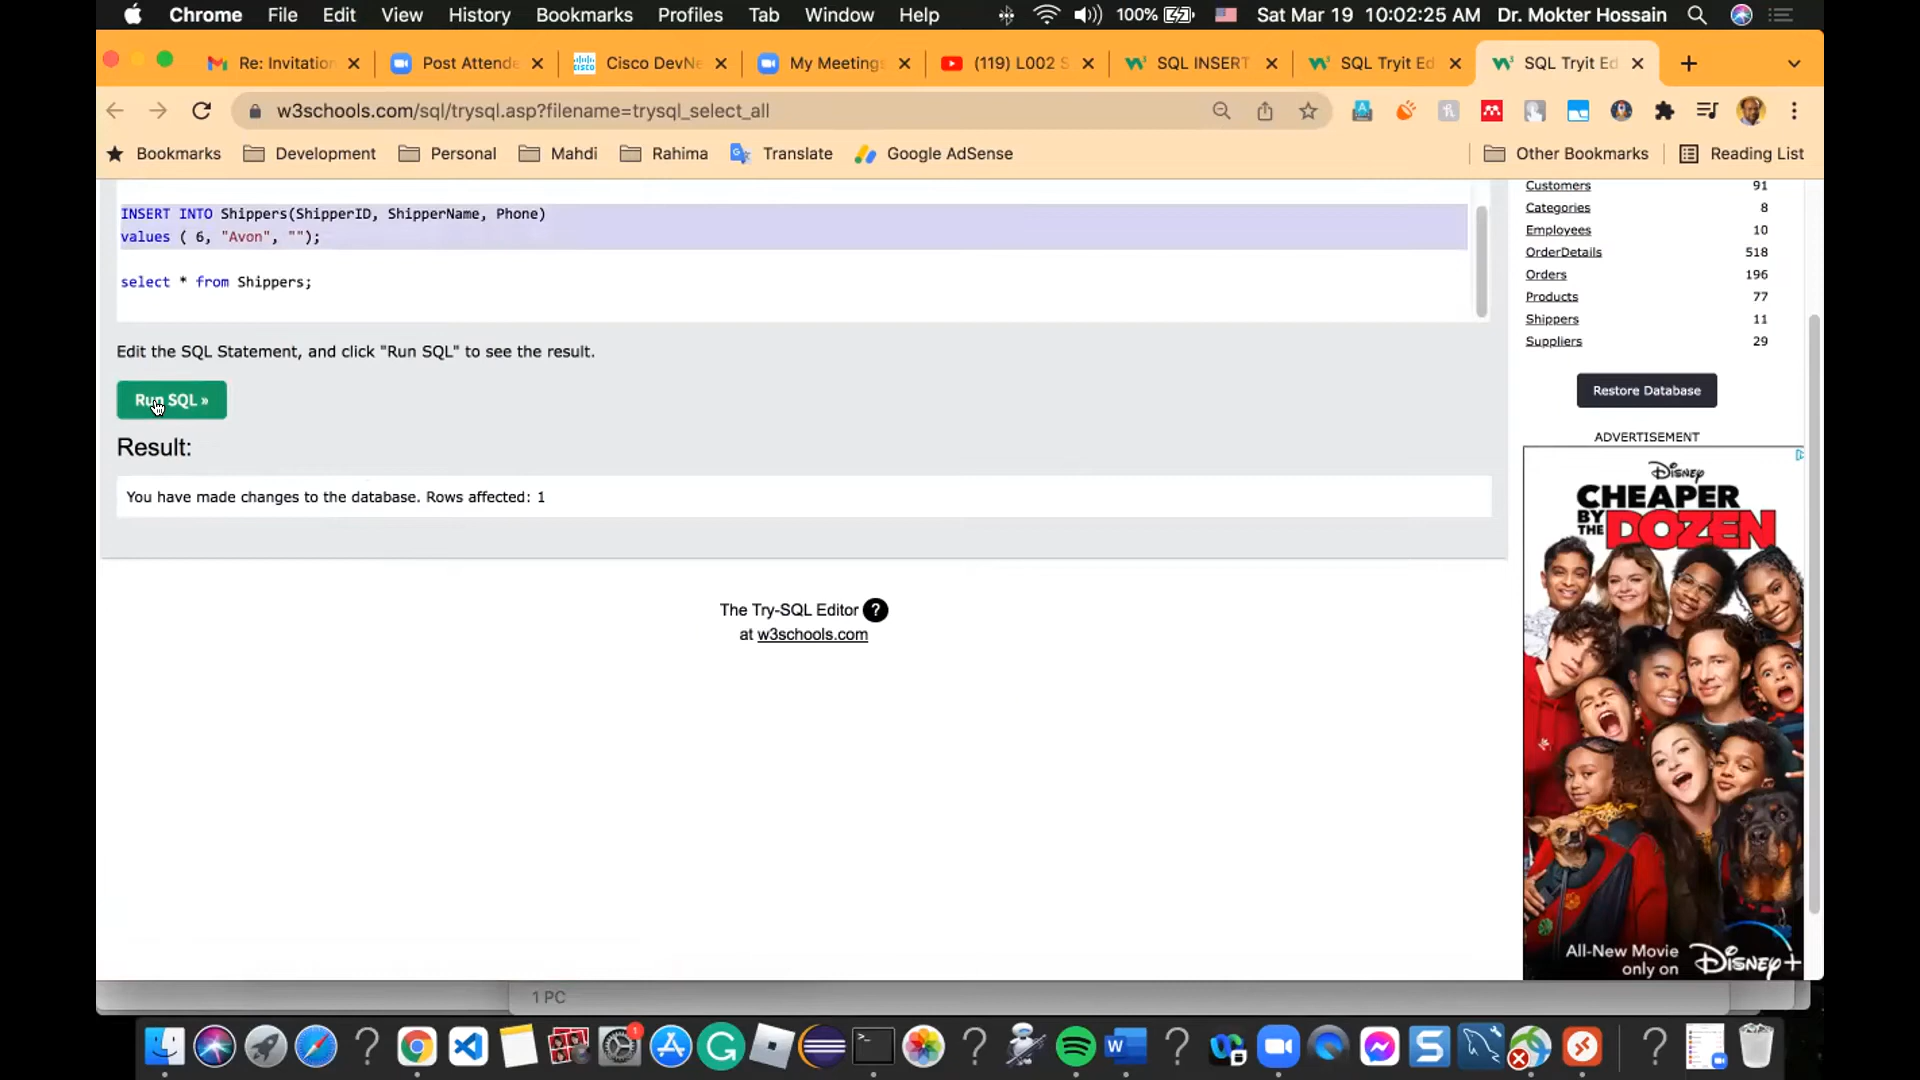 Chrome File Edit View History Bookmarks Profiles Tab Window Help 100% Sat Mar 19 10:02:25 AM Dr. Mokter Hossain
Re: Invitation Post Attende Cisco DevNe My Meetings (119) L002 S SQL INSERT SQL Tryit Ed SQL Tryit Ed
w3schools.com/sql/trysql.asp?filename=trysql_select_all
Bookmarks Development Personal Mahdi Rahima Translate Google AdSense Other Bookmarks Reading List
INSERT INTO Shippers(ShipperID, ShipperName, Phone)
values ( 6, "Avon", "");
select * from Shippers;
Edit the SQL Statement, and click "Run SQL" to see the result.
Run SQL »
Result:
You have made changes to the database. Rows affected: 1
The Try-SQL Editor ?
at w3schools.com
Customers 91
Categories 8
Employees 10
OrderDetails 518
Orders 196
Products 77
Shippers 11
Suppliers 29
Restore Database
ADVERTISEMENT
Disney
CHEAPER
BY THE DOZEN
All-New Movie
only on Disney+
1 PC